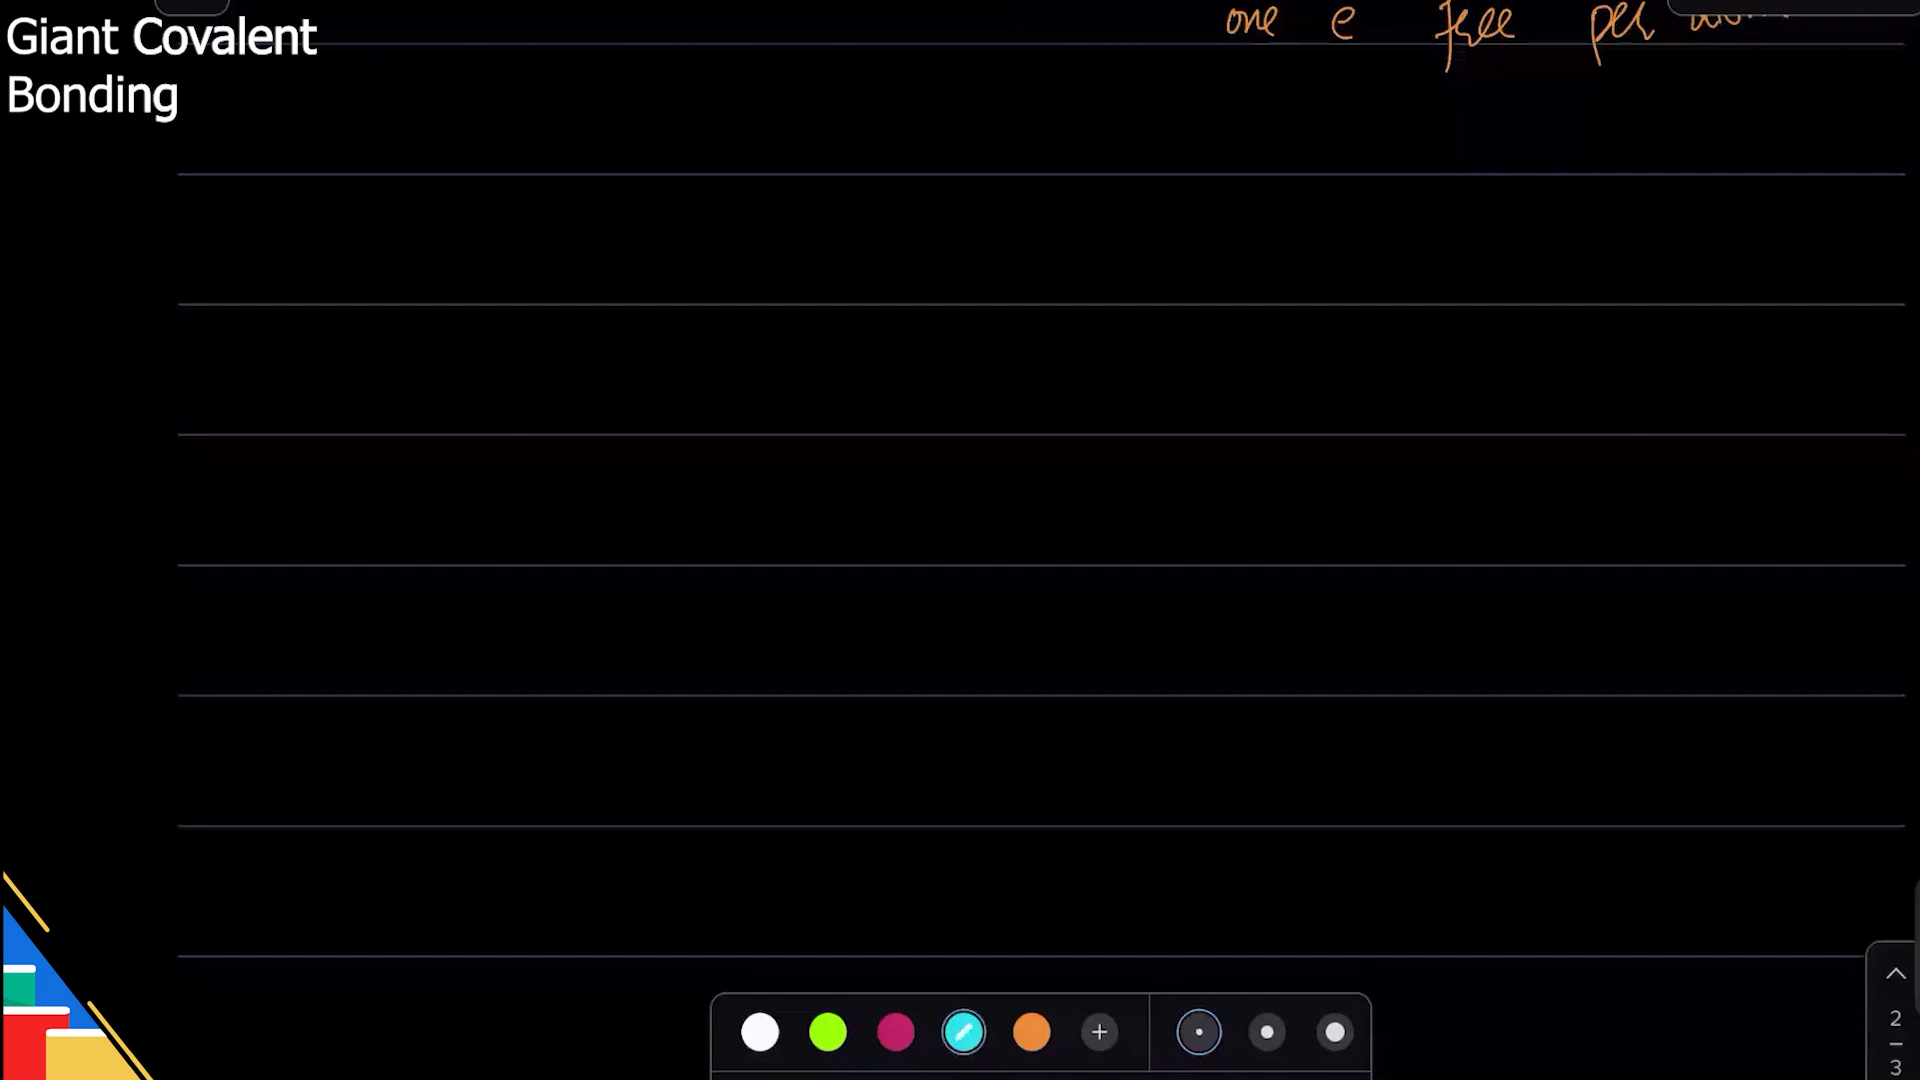 one e free per
Giant Covalent
Bonding
2
3